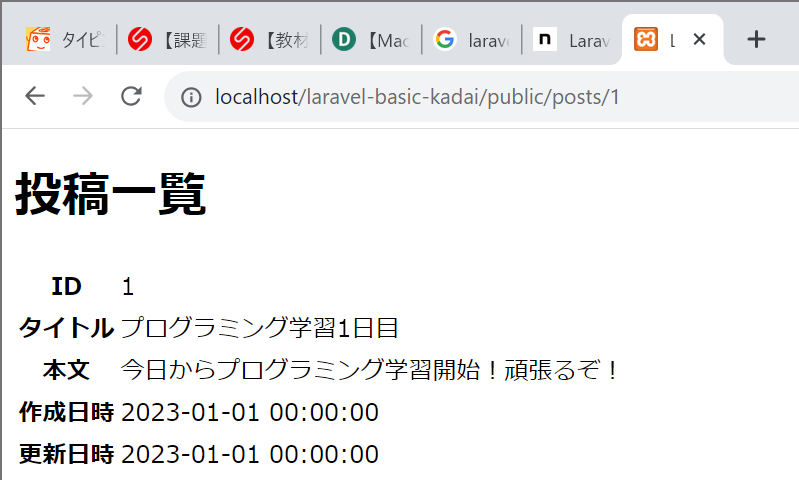 タイピ 【課題 【教材 【Mac larave Larav L
localhost/laravel-basic-kadai/public/posts/1
投稿一覧
ID 1
タイトル プログラミング学習1日目
本文 今日からプログラミング学習開始！頑張るぞ！
作成日時 2023-01-01 00:00:00
更新日時 2023-01-01 00:00:00